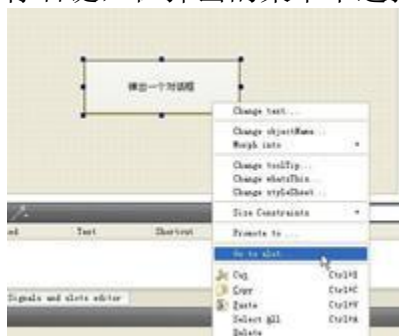 弹出一个对话框
Change text...
Change objectName...
Morph into
Change toolTip...
Change whatsThis...
Change styleSheet...
Size Constraints
Promote to ...
Go to slot...
Cut Ctrl+X
Copy Ctrl+C
Paste Ctrl+V
Select All Ctrl+A
Delete
Text Shortcut
Signals and slots editor